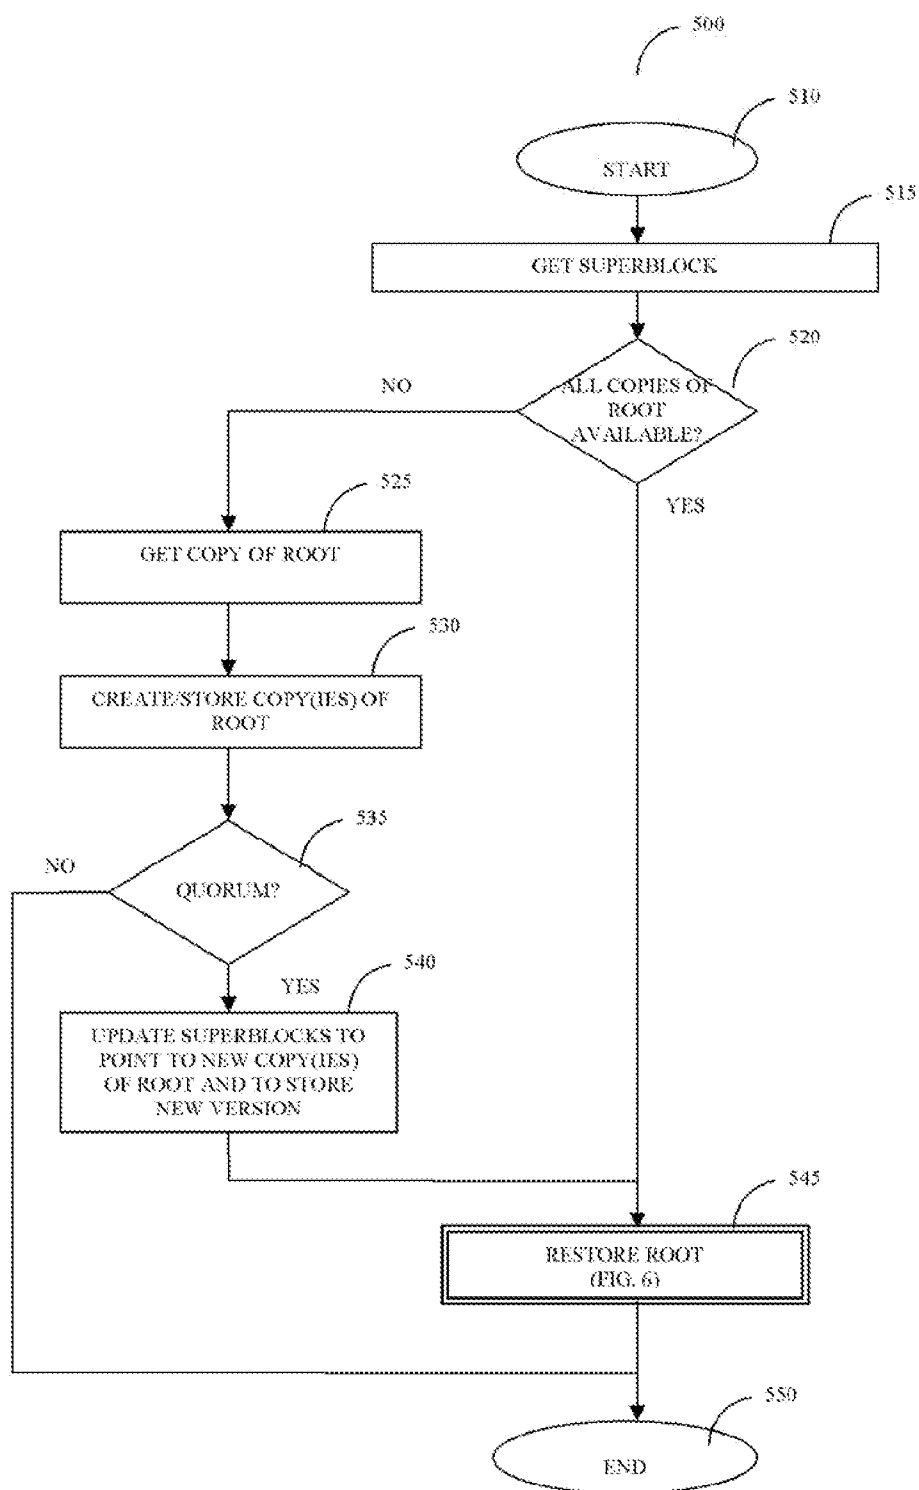 500
510
START
515
GET SUPERBLOCK
520
ALL COPIES OF
ROOT
AVAILABLE?
NO
YES
525
GET COPY OF ROOT
530
CREATE/STORE COPY(IES) OF
ROOT
535
NO
QUORUM?
540
YES
UPDATE SUPERBLOCKS TO
POINT TO NEW COPY(IES)
OF ROOT AND TO STORE
NEW VERSION
545
RESTORE ROOT
(FIG. 6)
550
END